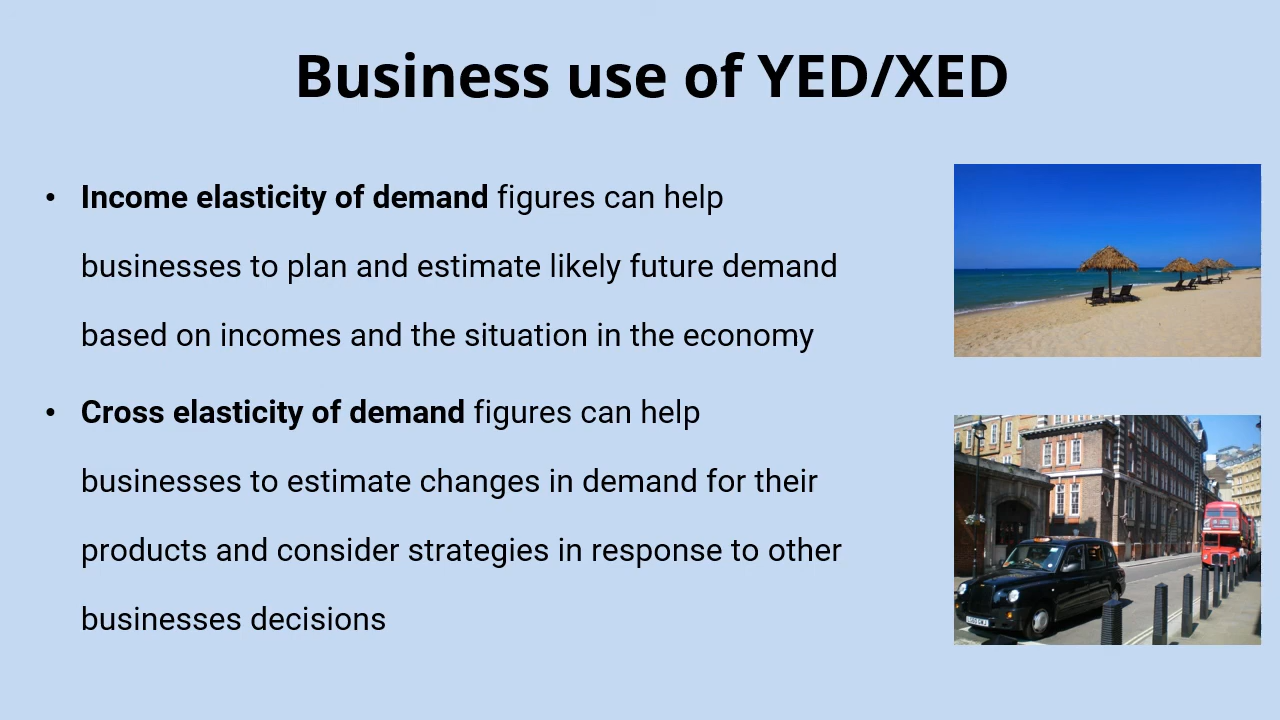 Business use of YED/XED
• Income elasticity of demand figures can help
businesses to plan and estimate likely future demand
based on incomes and the situation in the economy
• Cross elasticity of demand figures can help
businesses to estimate changes in demand for their
products and consider strategies in response to other
businesses decisions